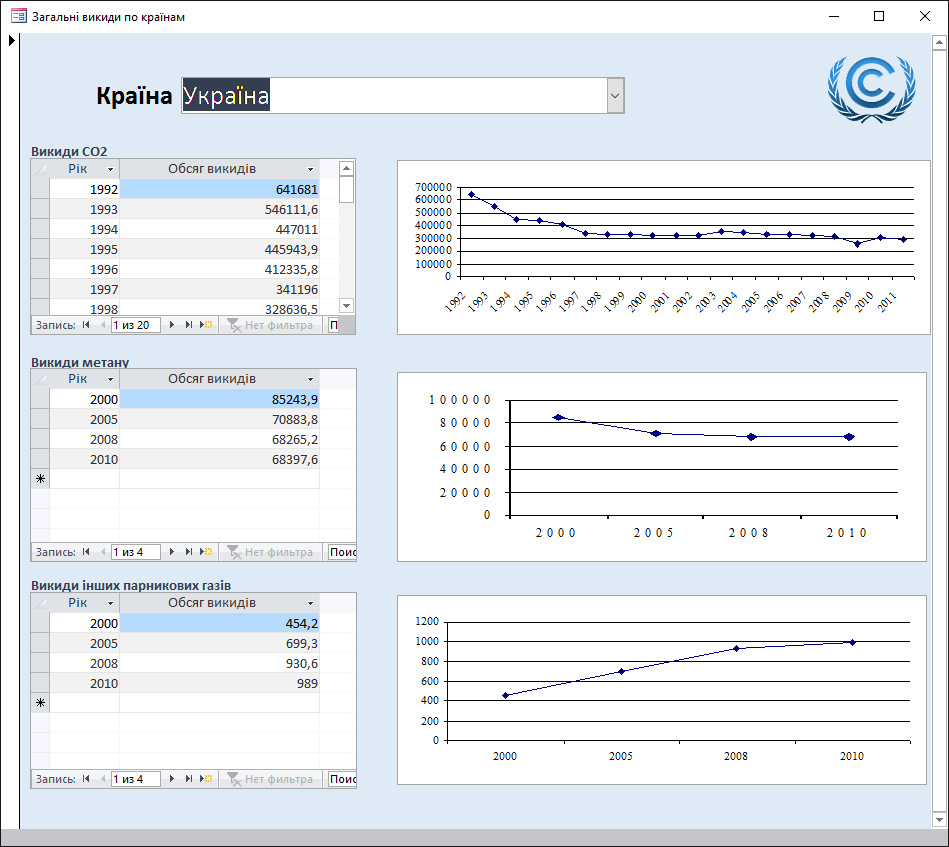 Загальні викиди по країнам
Країна Україна
Викиди CO2
Рік Обсяг викидів
1992 641681
1993 546111,6
1994 447011
1995 445943,9
1996 412335,8
1997 341196
1998 328636,5
Запись: 1 из 20 Нет фильтра П
700000
600000
500000
400000
300000
200000
100000
0
1992 1993 1994 1995 1996 1997 1998 1999 2000 2001 2002 2003 2004 2005 2006 2007 2008 2009 2010 2011
Викиди метану
Рік Обсяг викидів
2000 85243,9
2005 70883,8
2008 68265,2
2010 68397,6
Запись: 1 из 4 Нет фильтра Поис
100000
80000
60000
40000
20000
0
2000 2005 2008 2010
Викиди інших парникових газів
Рік Обсяг викидів
2000 454,2
2005 699,3
2008 930,6
2010 989
Запись: 1 из 4 Нет фильтра Поис
1200
1000
800
600
400
200
0
2000 2005 2008 2010